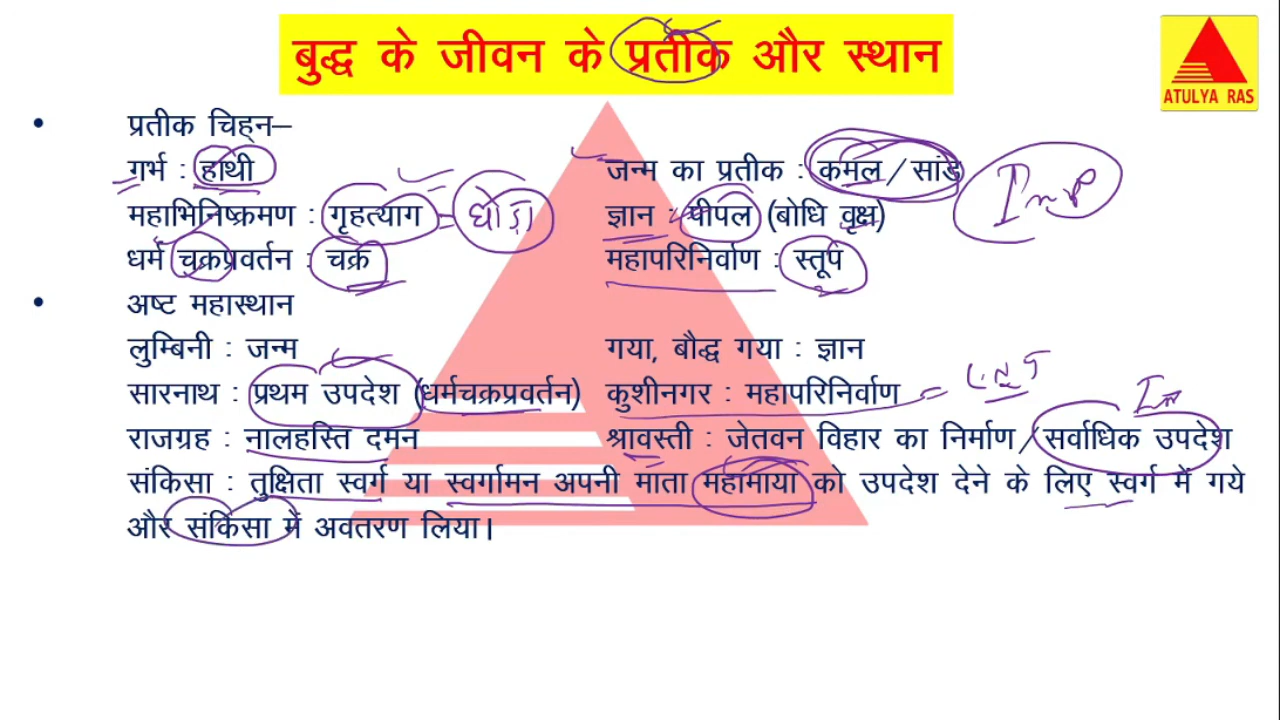 बुद्ध के जीवन के प्रतीक और स्थान
ATULYA RAS
• प्रतीक चिह्न–
गर्भ : हाथी जन्म का प्रतीक : कमल/सांड Imp
महाभिनिष्क्रमण : गृहत्याग = घोड़ा ज्ञान : पीपल (बोधि वृक्ष)
धर्म चक्रप्रवर्तन : चक्र महापरिनिर्वाण : स्तूप
• अष्ट महास्थान
लुम्बिनी : जन्म गया, बौद्ध गया : ज्ञान
सारनाथ : प्रथम उपदेश (धर्मचक्रप्रवर्तन) कुशीनगर : महापरिनिर्वाण =
राजग्रह : नालहस्ति दमन श्रावस्ती : जेतवन विहार का निर्माण/सर्वाधिक उपदेश
संकिसा : तुक्षिता स्वर्ग या स्वर्गामन अपनी माता महामाया को उपदेश देने के लिए स्वर्ग में गये
और संकिसा में अवतरण लिया।